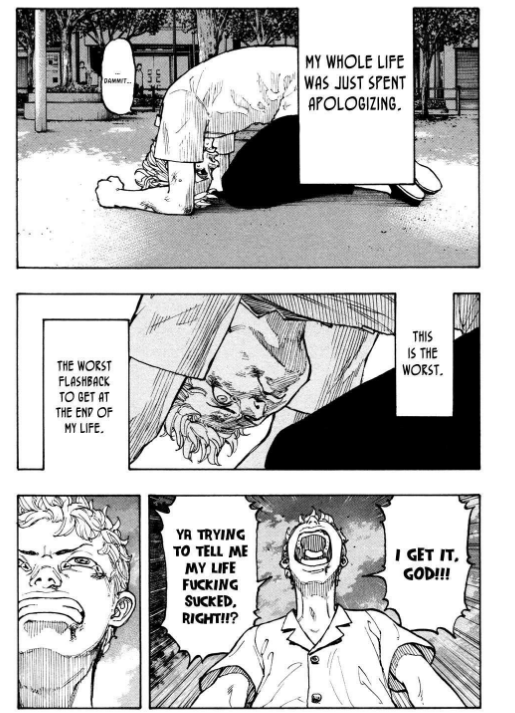 MY WHOLE LIFE
WAS JUST SPENT
APOLOGIZING.
...
DAMMIT...
THIS
IS THE
WORST.
THE WORST
FLASHBACK
TO GET AT
THE END OF
MY LIFE.
I GET IT,
GOD!!!
YA TRYING
TO TELL ME
MY LIFE
FUCKING
SUCKED,
RIGHT!!?